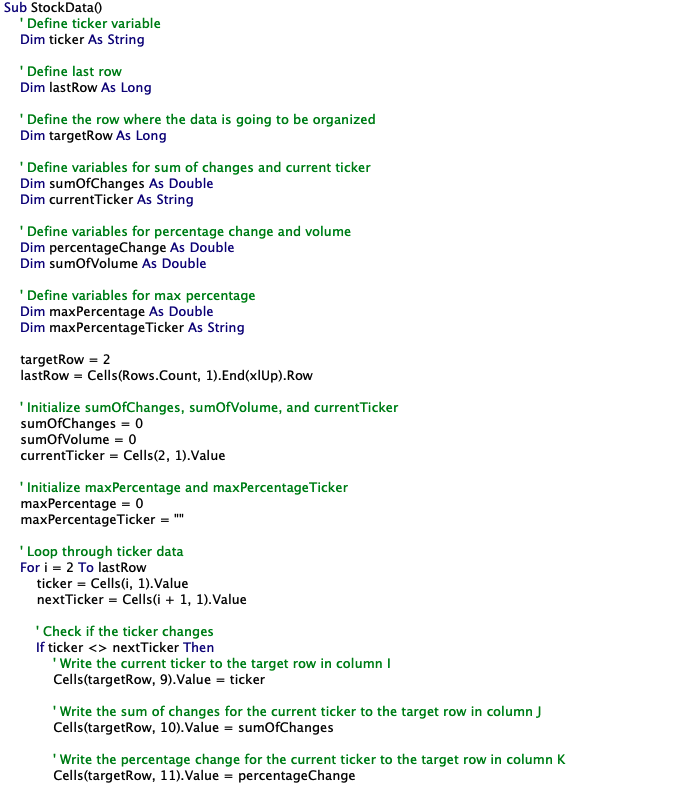 Sub StockData()
' Define ticker variable
Dim ticker As String
' Define last row
Dim lastRow As Long
' Define the row where the data is going to be organized
Dim targetRow As Long
' Define variables for sum of changes and current ticker
Dim sumOfChanges As Double
Dim currentTicker As String
' Define variables for percentage change and volume
Dim percentageChange As Double
Dim sumOfVolume As Double
' Define variables for max percentage
Dim maxPercentage As Double
Dim maxPercentageTicker As String
targetRow = 2
lastRow = Cells(Rows.Count, 1).End(xlUp).Row
' Initialize sumOfChanges, sumOfVolume, and currentTicker
sumOfChanges = 0
sumOfVolume = 0
currentTicker = Cells(2, 1).Value
' Initialize maxPercentage and maxPercentageTicker
maxPercentage = 0
maxPercentageTicker = ""
' Loop through ticker data
For i = 2 To lastRow
ticker = Cells(i, 1).Value
nextTicker = Cells(i + 1, 1).Value
' Check if the ticker changes
If ticker <> nextTicker Then
' Write the current ticker to the target row in column I
Cells(targetRow, 9).Value = ticker
' Write the sum of changes for the current ticker to the target row in column J
Cells(targetRow, 10).Value = sumOfChanges
' Write the percentage change for the current ticker to the target row in column K
Cells(targetRow, 11).Value = percentageChange